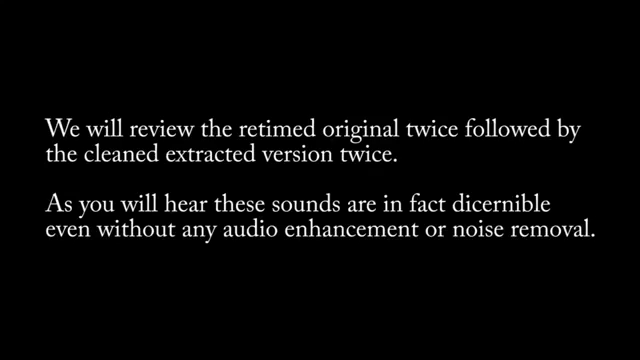 We will review the retimed original twice followed by
the cleaned extracted version twice.
As you will hear these sounds are in fact dicernible
even without any audio enhancement or noise removal.